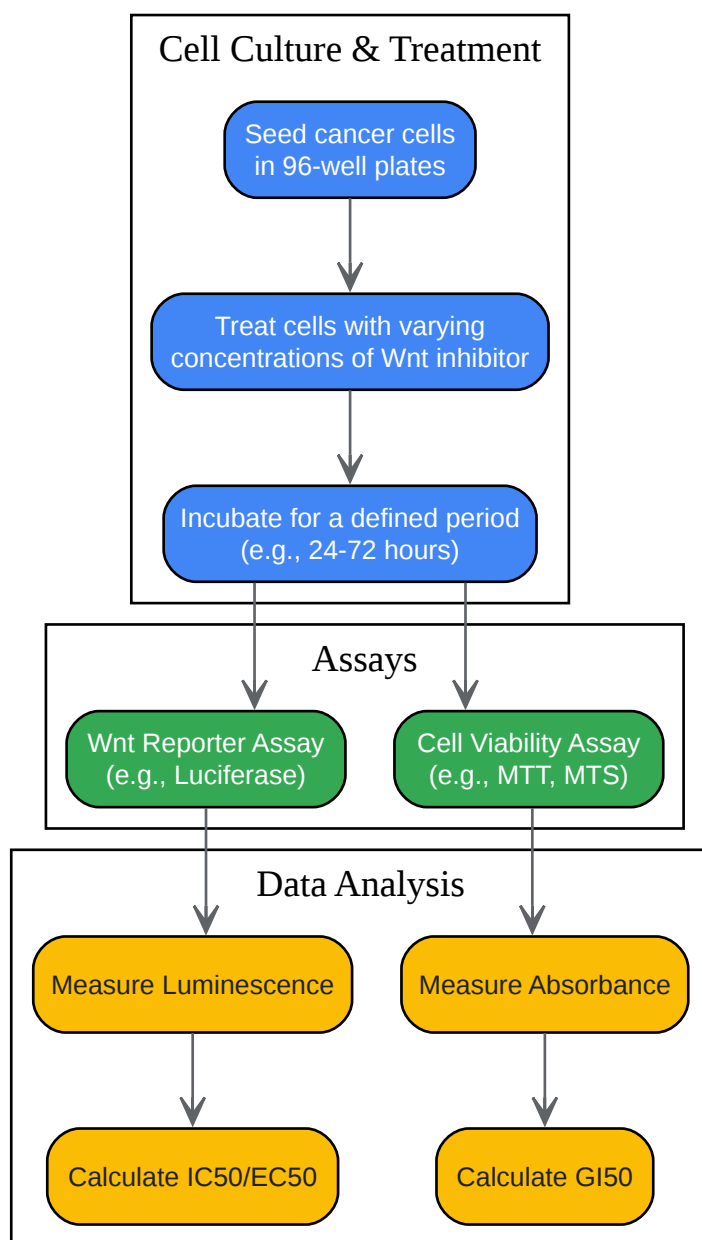 Cell Culture & Treatment
Seed cancer cells
in 96-well plates
Treat cells with varying
concentrations of Wnt inhibitor
Incubate for a defined period
(e.g., 24-72 hours)
Assays
Wnt Reporter Assay
(e.g., Luciferase)
Cell Viability Assay
(e.g., MTT, MTS)
Data Analysis
Measure Luminescence
Measure Absorbance
Calculate IC50/EC50
Calculate GI50